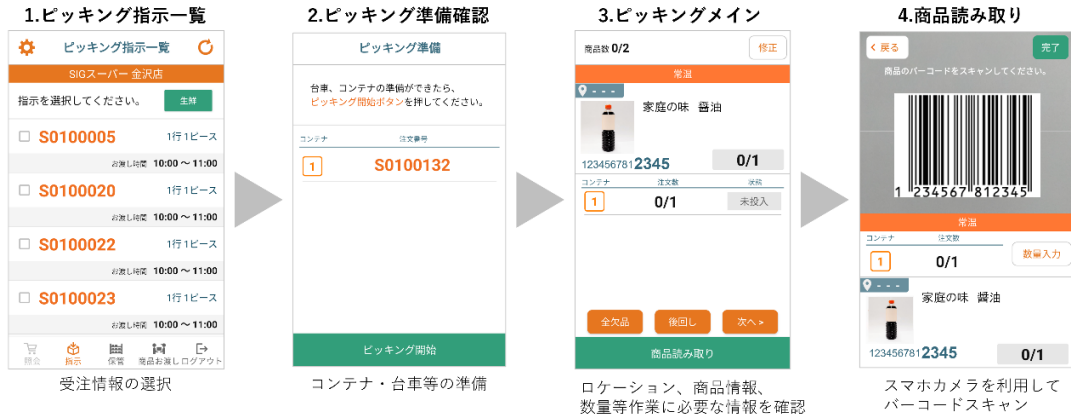 1.ピッキング指示一覧
ピッキング指示一覧
SIGスーパー 金沢店
指示を選択してください。
生鮮
S0100005
1行1ピース
お渡し時間 10:00 ～ 11:00
S0100020
1行1ピース
お渡し時間 10:00 ～ 11:00
S0100022
1行1ピース
お渡し時間 10:00 ～ 11:00
S0100023
1行1ピース
お渡し時間 10:00 ～ 11:00
照会
指示
保管
商品お渡し
ログアウト
受注情報の選択
2.ピッキング準備確認
ピッキング準備
台車、コンテナの準備ができたら、
ピッキング開始ボタンを押してください。
コンテナ
注文番号
1
S0100132
ピッキング開始
コンテナ・台車等の準備
3.ピッキングメイン
商品数 0/2
修正
常温
- - -
家庭の味 醤油
1234567812345
0/1
コンテナ
注文数
状態
1
0/1
未投入
全欠品
後回し
次へ >
商品読み取り
ロケーション、商品情報、
数量等作業に必要な情報を確認
4.商品読み取り
< 戻る
完了
商品のバーコードをスキャンしてください。
1 234567 812345
常温
コンテナ
注文数
1
0/1
数量入力
- - -
家庭の味 醤油
1234567812345
0/1
スマホカメラを利用して
バーコードスキャン